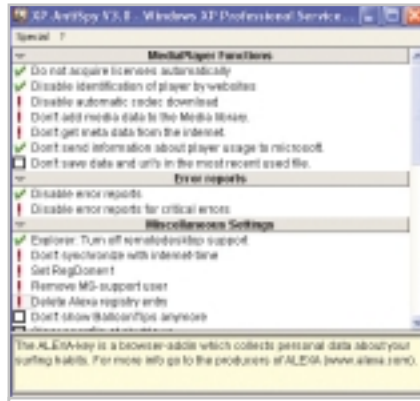 XP AntiSpy V3.8 - Windows XP Professional Service...
Special ?
MediaPlayer Functions
Do not acquire licenses automatically
Disable identification of player by websites
Disable automatic codec download
Don't add media data to the Media library.
Don't get meta data from the internet.
Don't send information about player usage to microsoft.
Don't save data and url's in the most recent used file.
Error reports
Disable error reports.
Disable error reports for critical errors
Miscellaneous Settings
Explorer: Turn off remotedesktop support
Don't synchronize with internet-time
Set RegDone=1
Remove MS-support user
Delete Alexa registry entry
Don't show BalloonTips anymore
The ALEXA-key is a browser-addin which collects personal data about your
surfing habits. For more info go to the producers of ALEXA (www.alexa.com).